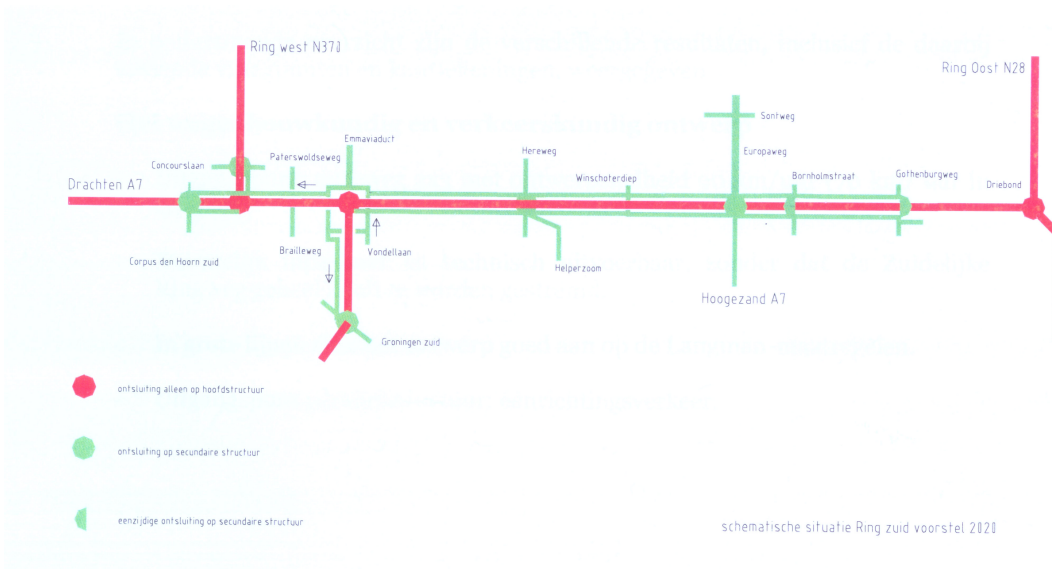 Ring west N370
Ring Oost N28
Sontweg
Emmaviaduct
Paterswoldseweg
Hereweg
Europaweg
Concourslaan
Winschoterdiep
Bornholmstraat
Gothenburgweg
Drachten A7
Driebond
Brailleweg
Vondellaan
Corpus den Hoorn zuid
Helperzoom
Hoogezand A7
Groningen zuid
ontsluiting alleen op hoofdstructuur
ontsluiting op secundaire structuur
eenzijdige ontsluiting op secundaire structuur
schematische situatie Ring zuid voorstel 2020